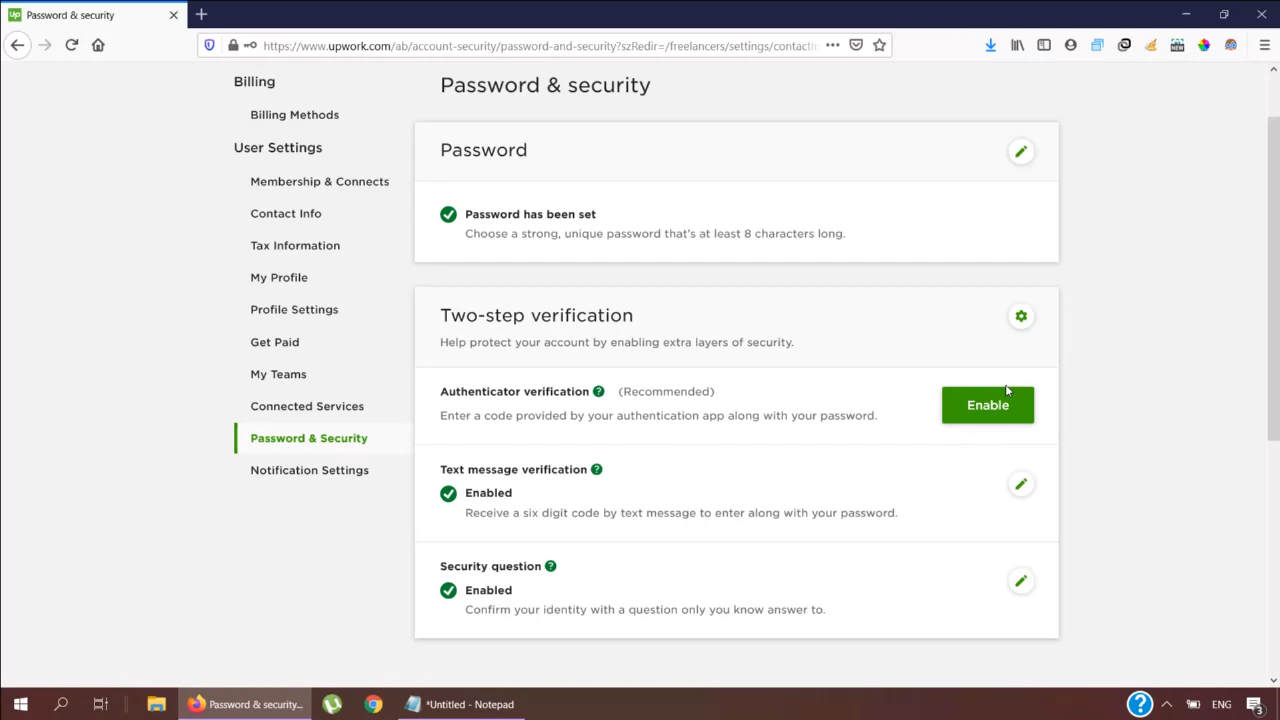 Up Password & security
https://www.upwork.com/ab/account-security/password-and-security?szRedir=/freelancers/settings/contactin
Billing
Billing Methods
User Settings
Membership & Connects
Contact Info
Tax Information
My Profile
Profile Settings
Get Paid
My Teams
Connected Services
Password & Security
Notification Settings
Password & security
Password
Password has been set
Choose a strong, unique password that's at least 8 characters long.
Two-step verification
Help protect your account by enabling extra layers of security.
Authenticator verification ? (Recommended)
Enter a code provided by your authentication app along with your password.
Enable
Text message verification ?
Enabled
Receive a six digit code by text message to enter along with your password.
Security question ?
Enabled
Confirm your identity with a question only you know answer to.
Password & security...
*Untitled - Notepad
?
ENG
3